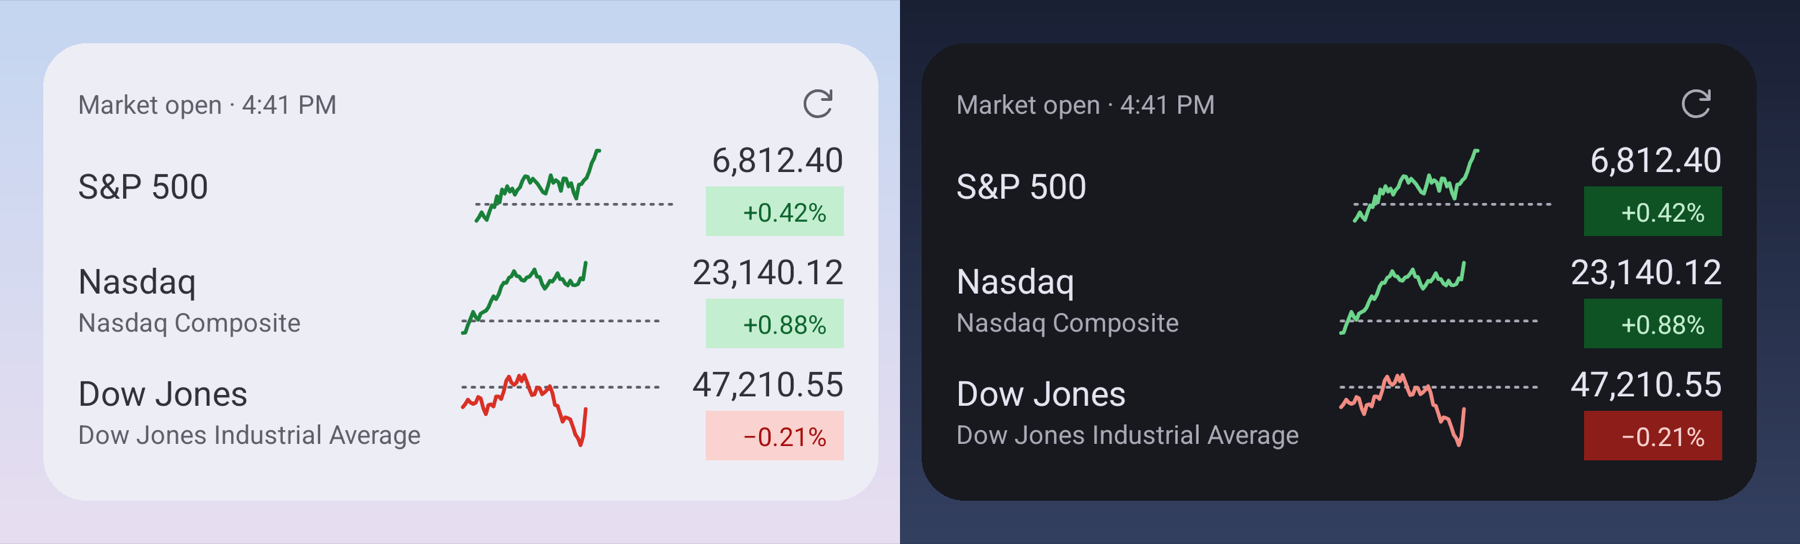 Market open · 4:41 PM
S&P 500
6,812.40
+0.42%
Nasdaq
Nasdaq Composite
23,140.12
+0.88%
Dow Jones
Dow Jones Industrial Average
47,210.55
−0.21%
Market open · 4:41 PM
S&P 500
6,812.40
+0.42%
Nasdaq
Nasdaq Composite
23,140.12
+0.88%
Dow Jones
Dow Jones Industrial Average
47,210.55
−0.21%